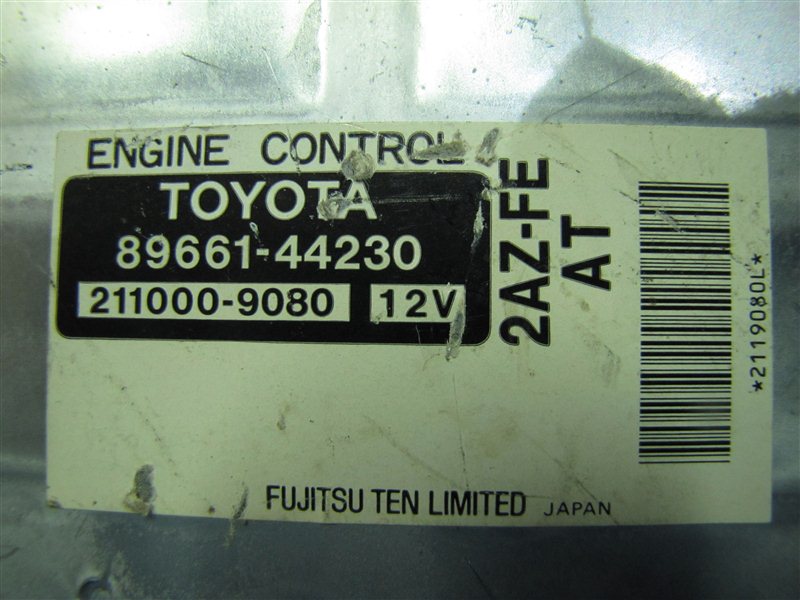 ENGINE CONTROL
TOYOTA
89661-44230
211000-9080 12V
2AZ-FE
AT
*2119080L*
FUJITSU TEN LIMITED JAPAN